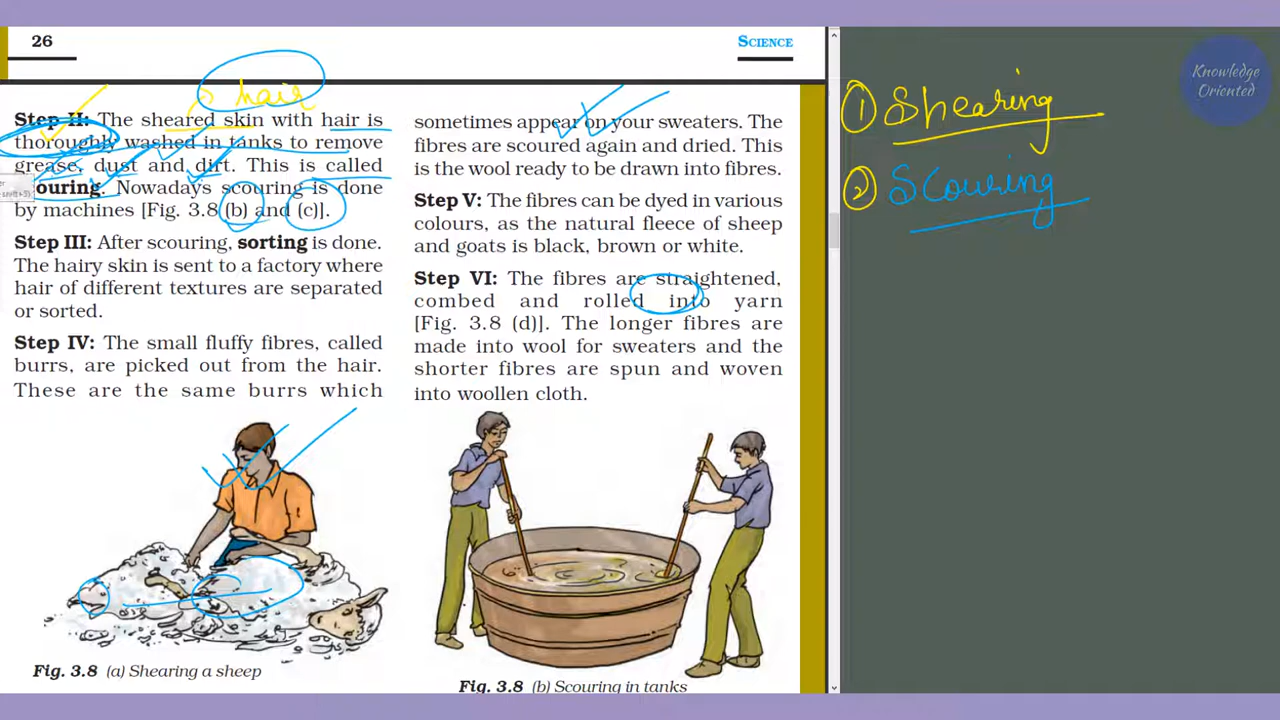 26
SCIENCE
hair
Step II: The sheared skin with hair is
thoroughly washed in tanks to remove
grease, dust and dirt. This is called
scouring. Nowadays scouring is done
by machines [Fig. 3.8 (b) and (c)].
Step III: After scouring, sorting is done.
The hairy skin is sent to a factory where
hair of different textures are separated
or sorted.
Step IV: The small fluffy fibres, called
burrs, are picked out from the hair.
These are the same burrs which
sometimes appear on your sweaters. The
fibres are scoured again and dried. This
is the wool ready to be drawn into fibres.
Step V: The fibres can be dyed in various
colours, as the natural fleece of sheep
and goats is black, brown or white.
Step VI: The fibres are straightened,
combed and rolled into yarn
[Fig. 3.8 (d)]. The longer fibres are
made into wool for sweaters and the
shorter fibres are spun and woven
into woollen cloth.
Fig. 3.8 (a) Shearing a sheep
Fig. 3.8 (b) Scouring in tanks
① Shearing
② Scouring
Knowledge
Oriented